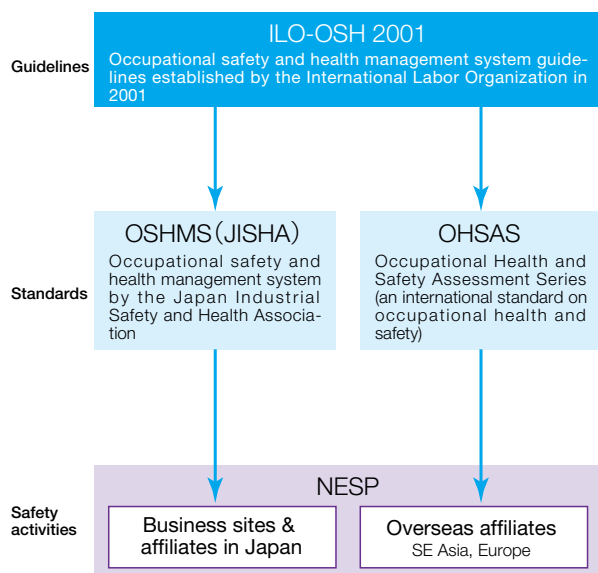 ILO-OSH 2001
Guidelines
Occupational safety and health management system guide-
lines established by the International Labor Organization in
2001
Standards
OSHMS（JISHA）
Occupational safety and
health management system
by the Japan Industrial
Safety and Health Associa-
tion
OHSAS
Occupational Health and
Safety Assessment Series
(an international standard on
occupational health and
safety)
Safety
activities
NESP
Business sites &
affiliates in Japan
Overseas affiliates
SE Asia, Europe